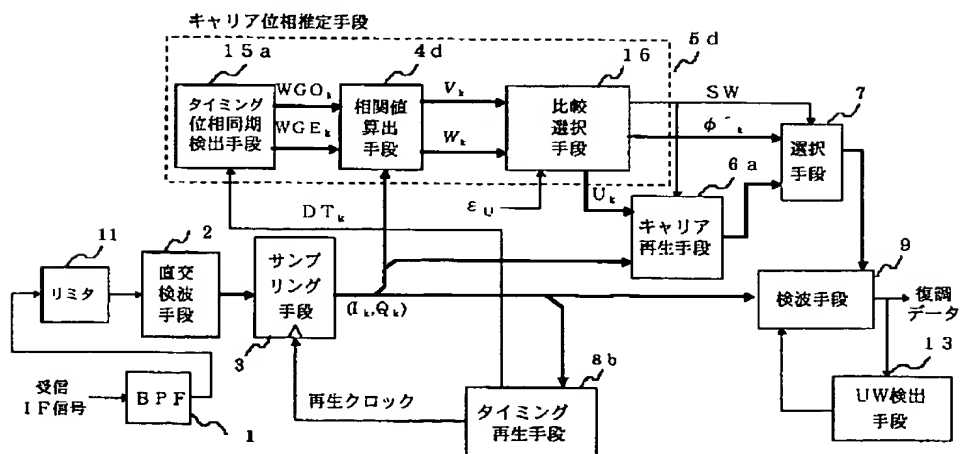 キャリア位相推定手段
15a
4d
16
5d
タイミング
位相同期
検出手段
WGO_k
WGE_k
相関値
算出
手段
V_k
W_k
比較
選択
手段
SW
7
選択
手段
6a
DT_k
ε_U
U_k
キャリア
再生手段
11
2
リミタ
直交
検波
手段
サンプ
リング
手段
3
(I_k,Q_k)
9
検波手段
復調
データ
13
受信
IF信号
BPF
1
再生クロック
8b
タイミング
再生手段
UW検出
手段